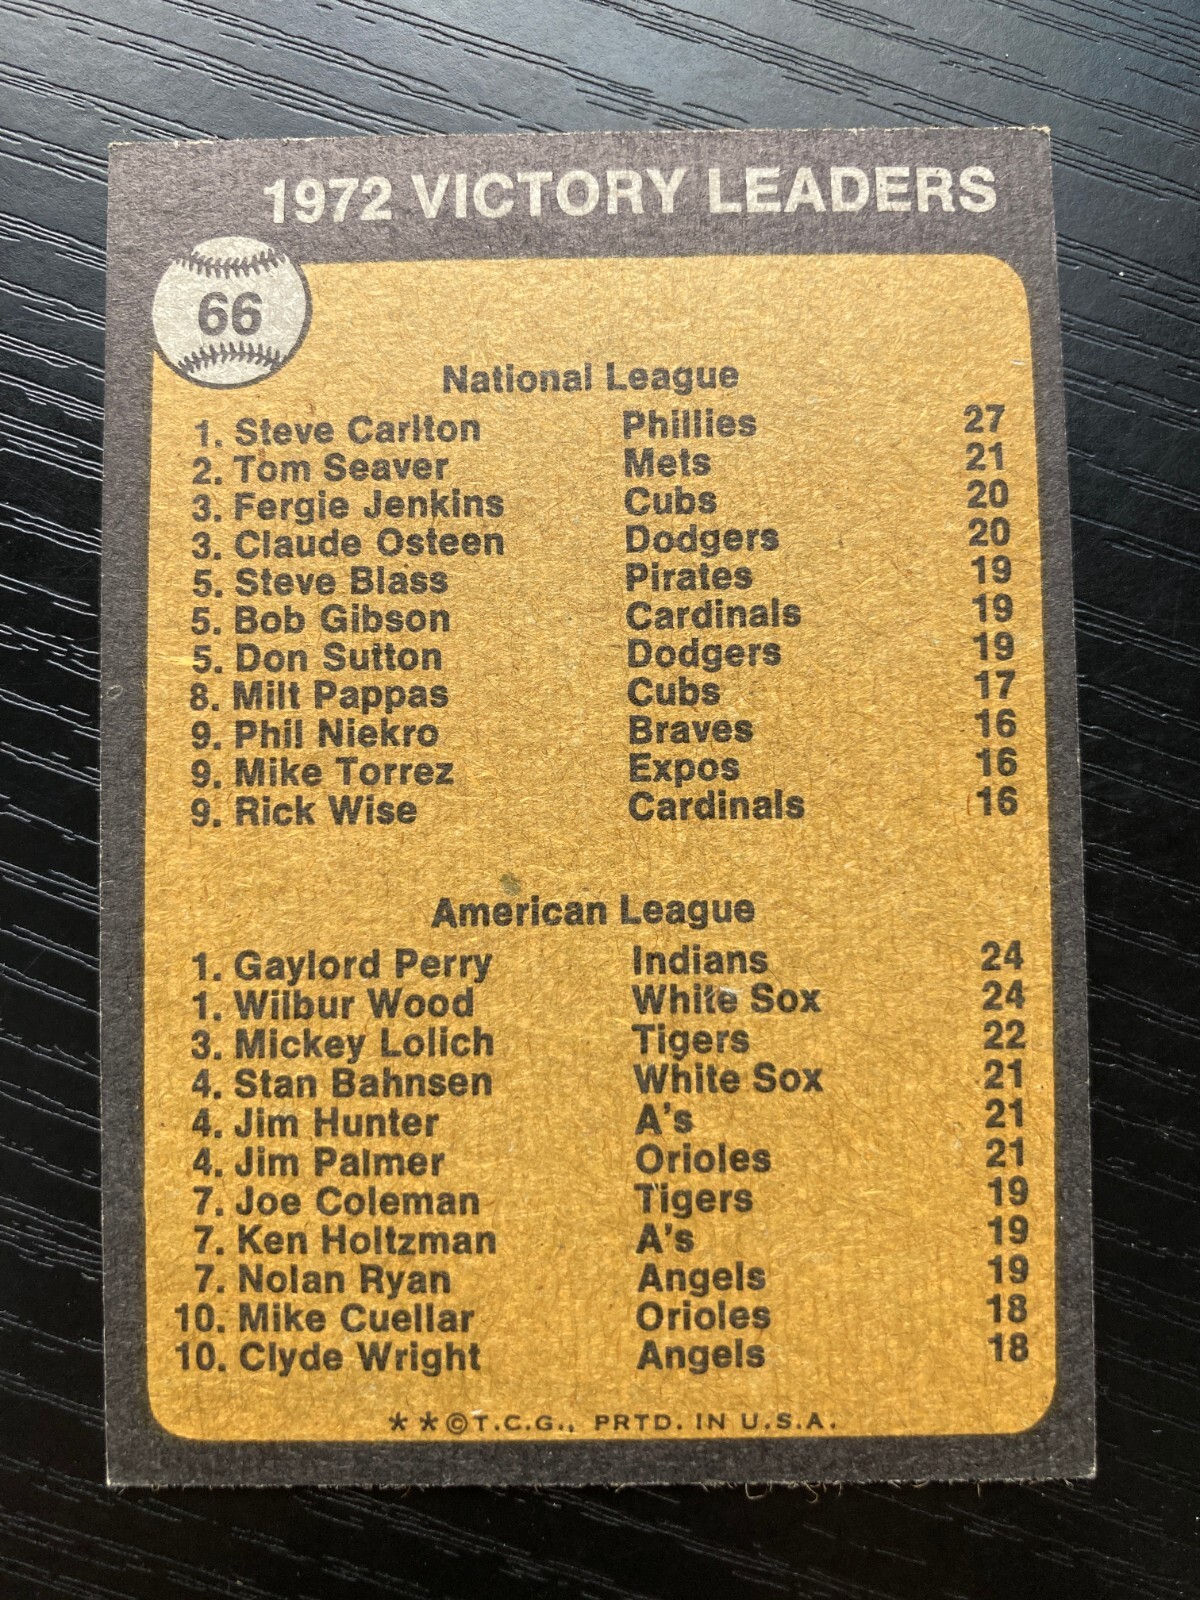 1972 VICTORY LEADERS
66
National League
1. Steve Carlton Phillies 27
2. Tom Seaver Mets 21
3. Fergie Jenkins Cubs 20
3. Claude Osteen Dodgers 20
5. Steve Blass Pirates 19
5. Bob Gibson Cardinals 19
5. Don Sutton Dodgers 19
8. Milt Pappas Cubs 17
9. Phil Niekro Braves 16
9. Mike Torrez Expos 16
9. Rick Wise Cardinals 16
American League
1. Gaylord Perry Indians 24
1. Wilbur Wood White Sox 24
3. Mickey Lolich Tigers 22
4. Stan Bahnsen White Sox 21
4. Jim Hunter A's 21
4. Jim Palmer Orioles 21
7. Joe Coleman Tigers 19
7. Ken Holtzman A's 19
7. Nolan Ryan Angels 19
10. Mike Cuellar Orioles 18
10. Clyde Wright Angels 18
**©T.C.G., PRTD. IN U.S.A.